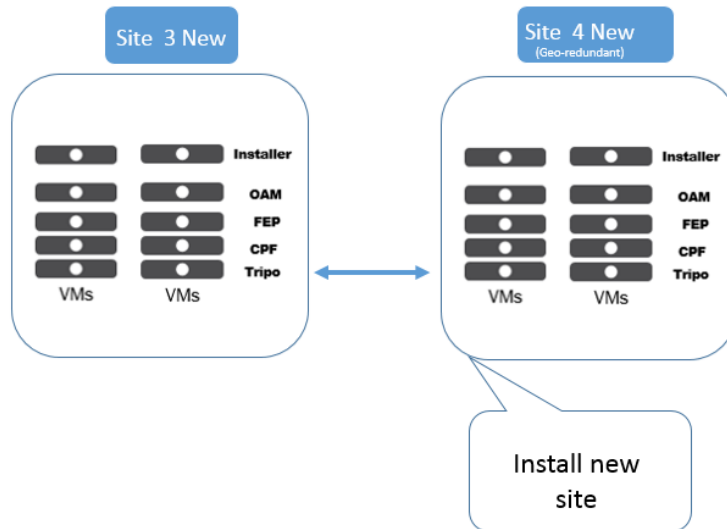 Site 3 New
Site 4 New
(Geo-redundant)
Installer
OAM
FEP
CPF
Tripo
VMs VMs
Installer
OAM
FEP
CPF
Tripo
VMs VMs
Install new
site